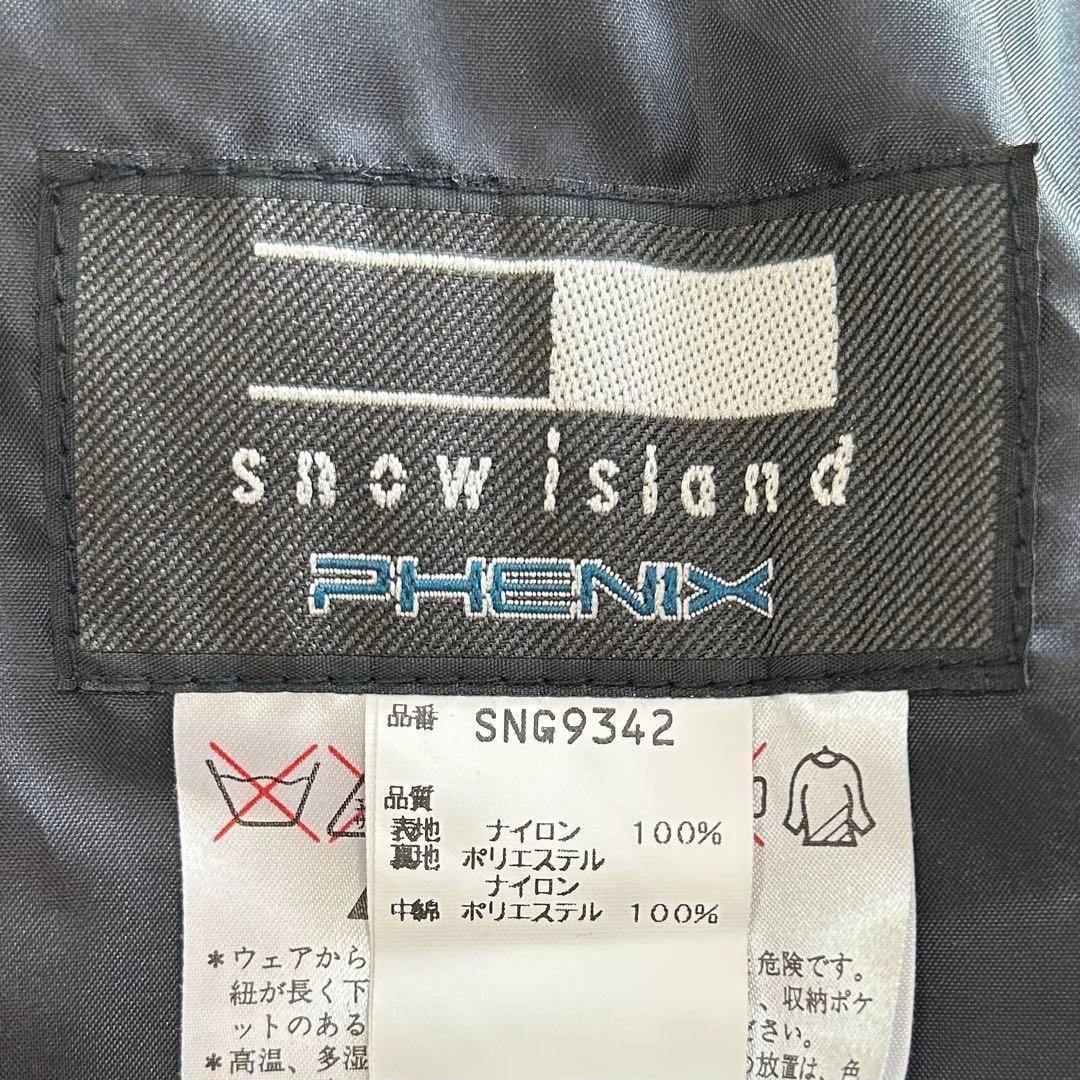 snow island
PHENIX
品番 SNG9342
品質
表地 ナイロン 100%
裏地 ポリエステル
ナイロン
中綿 ポリエステル 100%
*ウェアから
紐が長く下
ットのある
*高温、多湿
危険です。
、収納ポケ
ださい。
の放置は、色